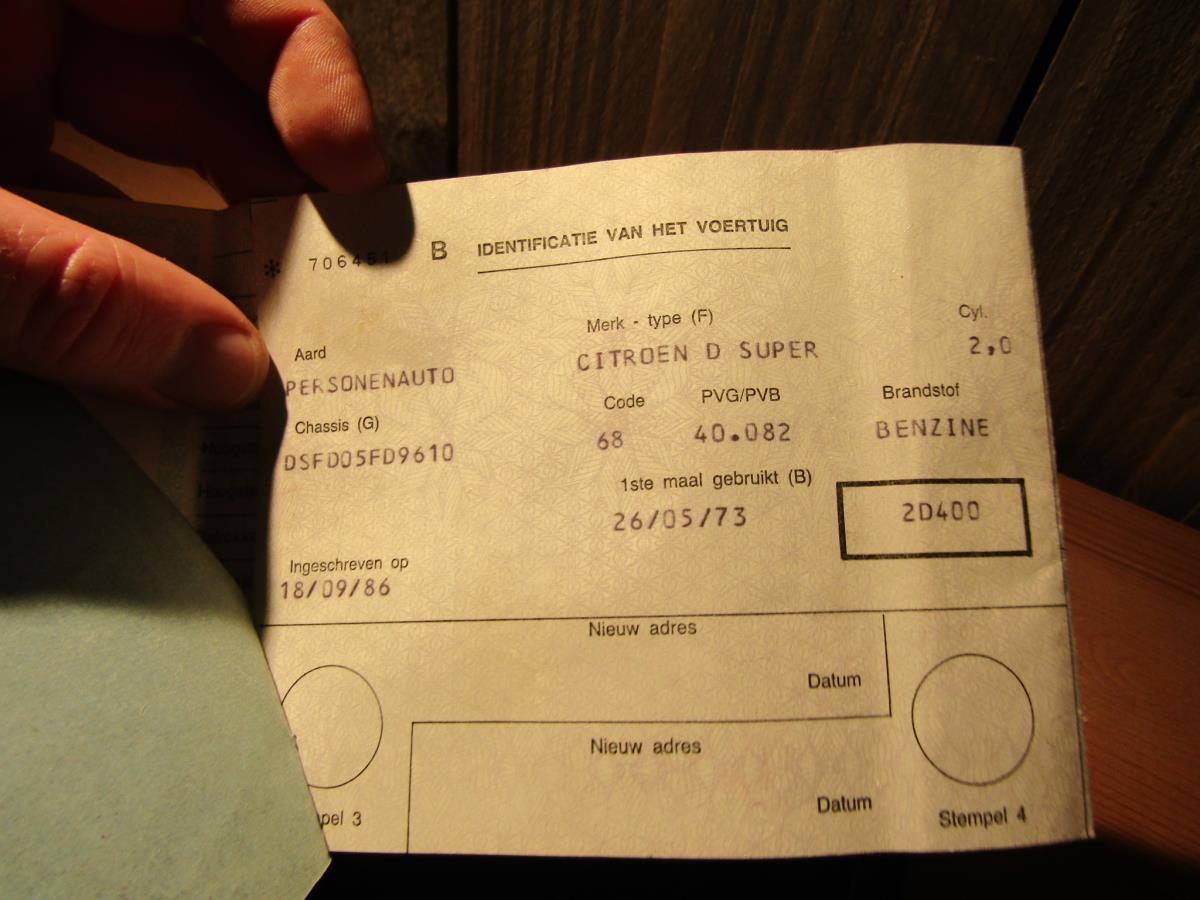 * 706451 B IDENTIFICATIE VAN HET VOERTUIG
Aard Merk - type (F) Cyl.
PERSONENAUTO CITROEN D SUPER 2,0
Chassis (G) Code PVG/PVB Brandstof
DSFD05FD9610 68 40.082 BENZINE
1ste maal gebruikt (B)
26/05/73 2D400
Ingeschreven op
18/09/86
Nieuw adres
Datum
Nieuw adres
Datum
pel 3 Stempel 4